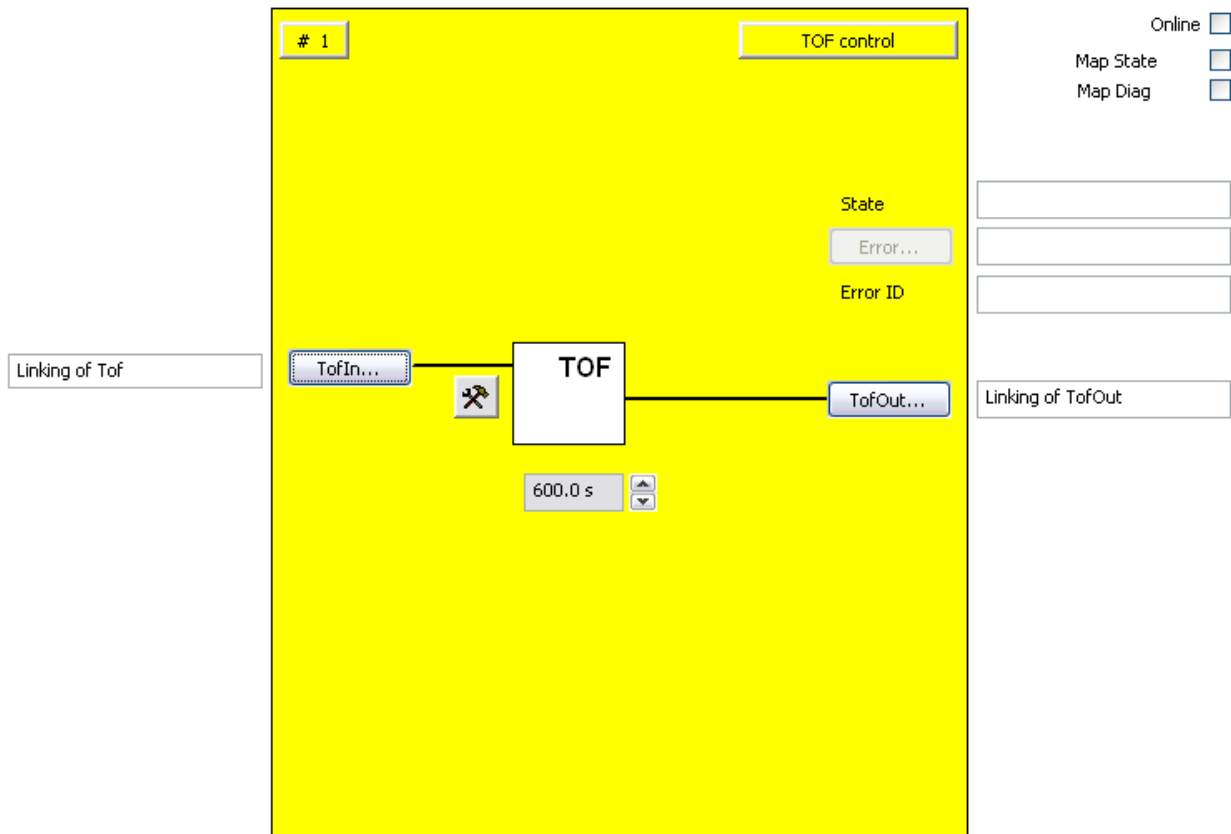 # 1
TOF control
Online
Map State
Map Diag
State
Error...
Error ID
Linking of Tof
TofIn...
TOF
TofOut...
Linking of TofOut
600.0 s